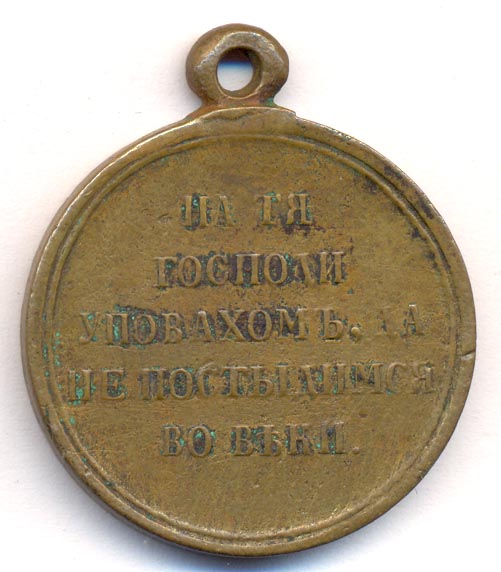 НА ТЯ
ГОСПОДИ
УПОВАХОМЪ, ДА
НЕ ПОСТЫДИМСЯ
ВО ВѢКИ.